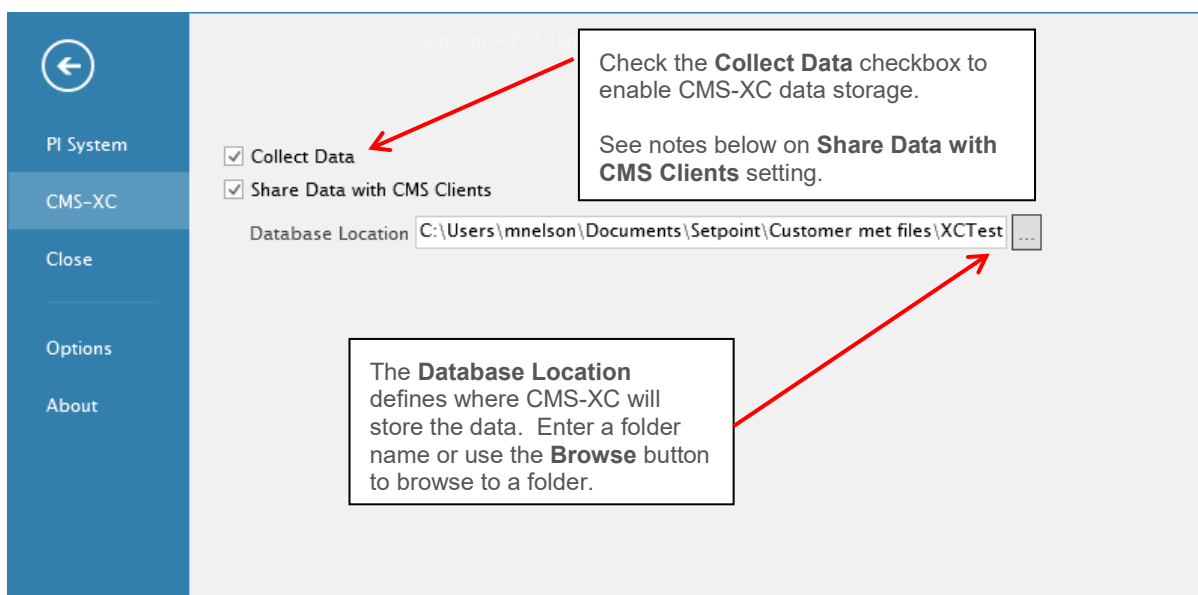 Setpoint – PI Adap
Check the Collect Data checkbox to
enable CMS-XC data storage.
See notes below on Share Data with
CMS Clients setting.
PI System
CMS-XC
Close
Options
About
Collect Data
Share Data with CMS Clients
Database Location C:\Users\mnelson\Documents\Setpoint\Customer met files\XCTest ...
The Database Location
defines where CMS-XC will
store the data. Enter a folder
name or use the Browse button
to browse to a folder.